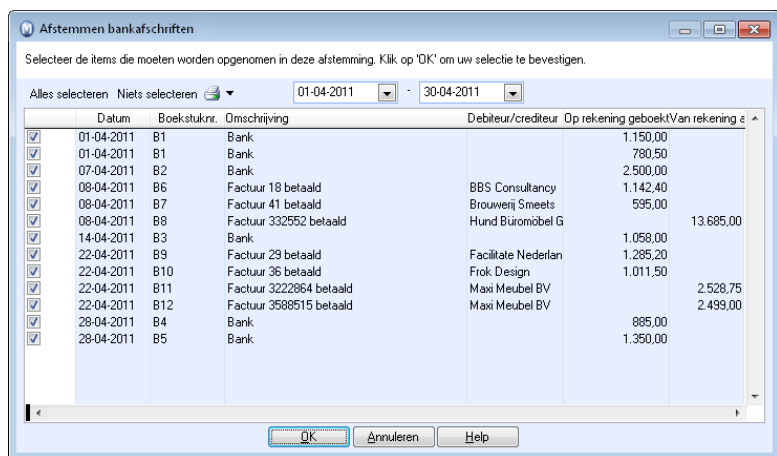 Afstemmen bankafschriften
Selecteer de items die moeten worden opgenomen in deze afstemming. Klik op 'OK' om uw selectie te bevestigen.
Alles selecteren Niets selecteren 01-04-2011 - 30-04-2011
Datum Boekstuknr. Omschrijving Debiteur/crediteur Op rekening geboekt Van rekening a
01-04-2011 B1 Bank 1.150,00
01-04-2011 B1 Bank 780,50
07-04-2011 B2 Bank 2.500,00
08-04-2011 B6 Factuur 18 betaald BBS Consultancy 1.142,40
08-04-2011 B7 Factuur 41 betaald Brouwerij Smeets 595,00
08-04-2011 B8 Factuur 332552 betaald Hund Büromöbel G 13.685,00
14-04-2011 B3 Bank 1.058,00
22-04-2011 B9 Factuur 29 betaald Facilitate Nederlan 1.285,20
22-04-2011 B10 Factuur 36 betaald Frok Design 1.011,50
22-04-2011 B11 Factuur 3222864 betaald Maxi Meubel BV 2.528,75
22-04-2011 B12 Factuur 3588515 betaald Maxi Meubel BV 2.499,00
28-04-2011 B4 Bank 885,00
28-04-2011 B5 Bank 1.350,00
OK Annuleren Help